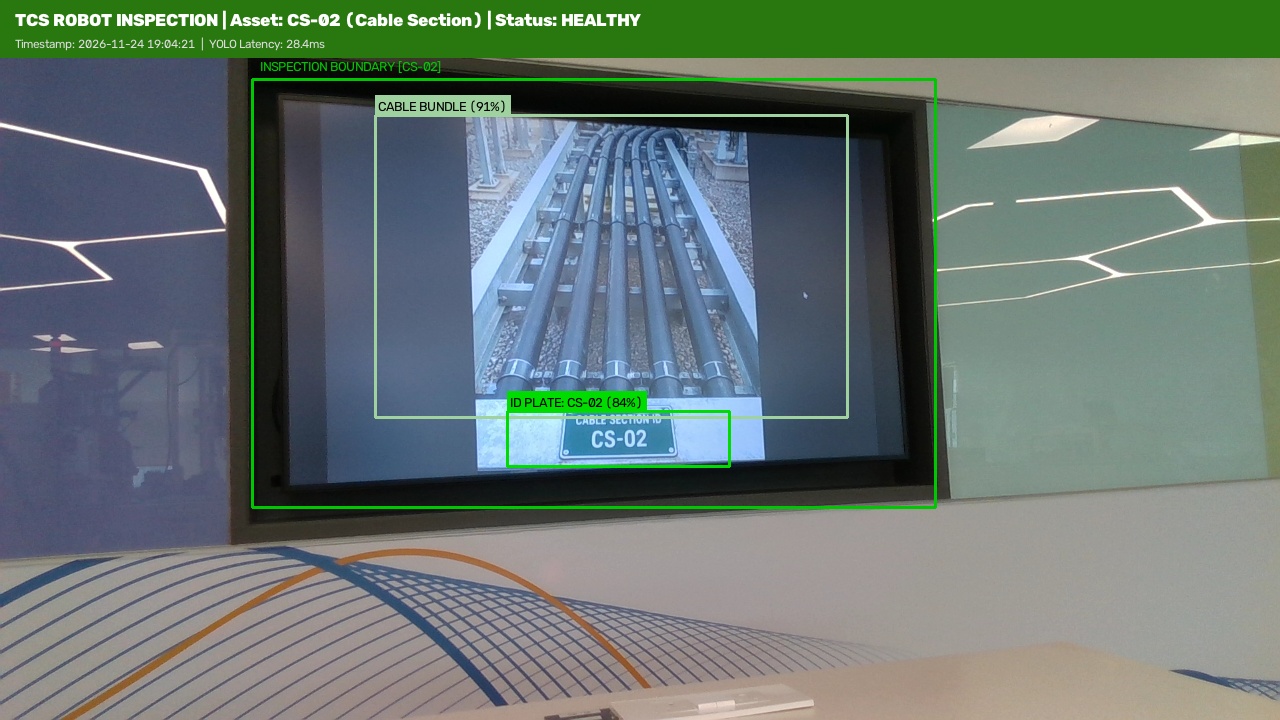 TCS ROBOT INSPECTION | Asset: CS-02 (Cable Section) | Status: HEALTHY
Timestamp: 2026-11-24 19:04:21 | YOLO Latency: 28.4ms
INSPECTION BOUNDARY [CS-02]
CABLE BUNDLE (91%)
ID PLATE: CS-02 (84%)
CABLE SECTION ID
CS-02